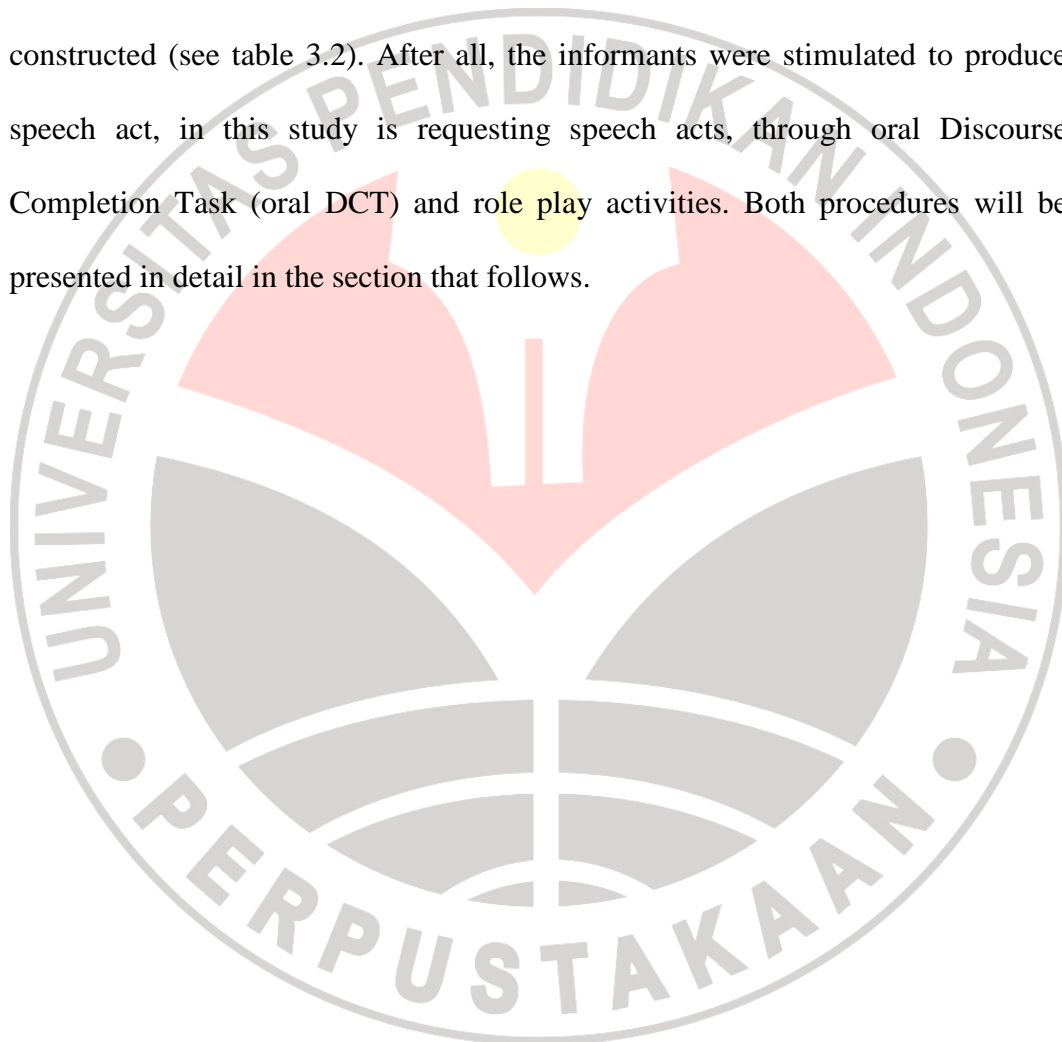 constructed (see table 3.2). After all, the informants were stimulated to produce
speech act, in this study is requesting speech acts, through oral Discourse
Completion Task (oral DCT) and role play activities. Both procedures will be
presented in detail in the section that follows.
UNIVERSITAS PENDIDIKAN INDONESIA
PERPUSTAKAAN